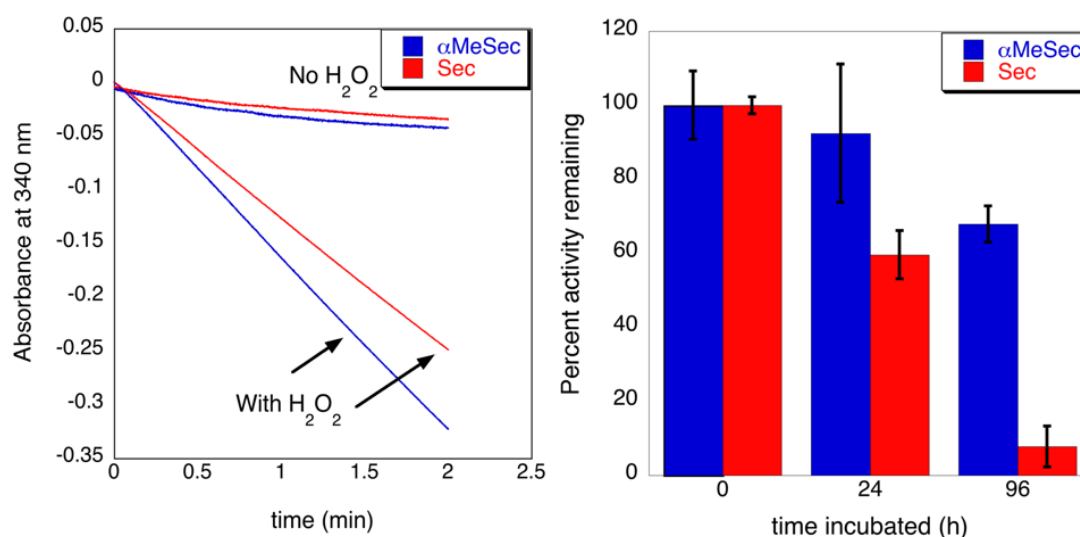 0.05
0
-0.05
-0.1
-0.15
-0.2
-0.25
-0.3
-0.35
Absorbance at 340 nm
αMeSec
Sec
No H₂O₂
With H₂O₂
0 0.5 1 1.5 2 2.5
time (min)
120
100
80
60
40
20
0
Percent activity remaining
αMeSec
Sec
0 24 96
time incubated (h)